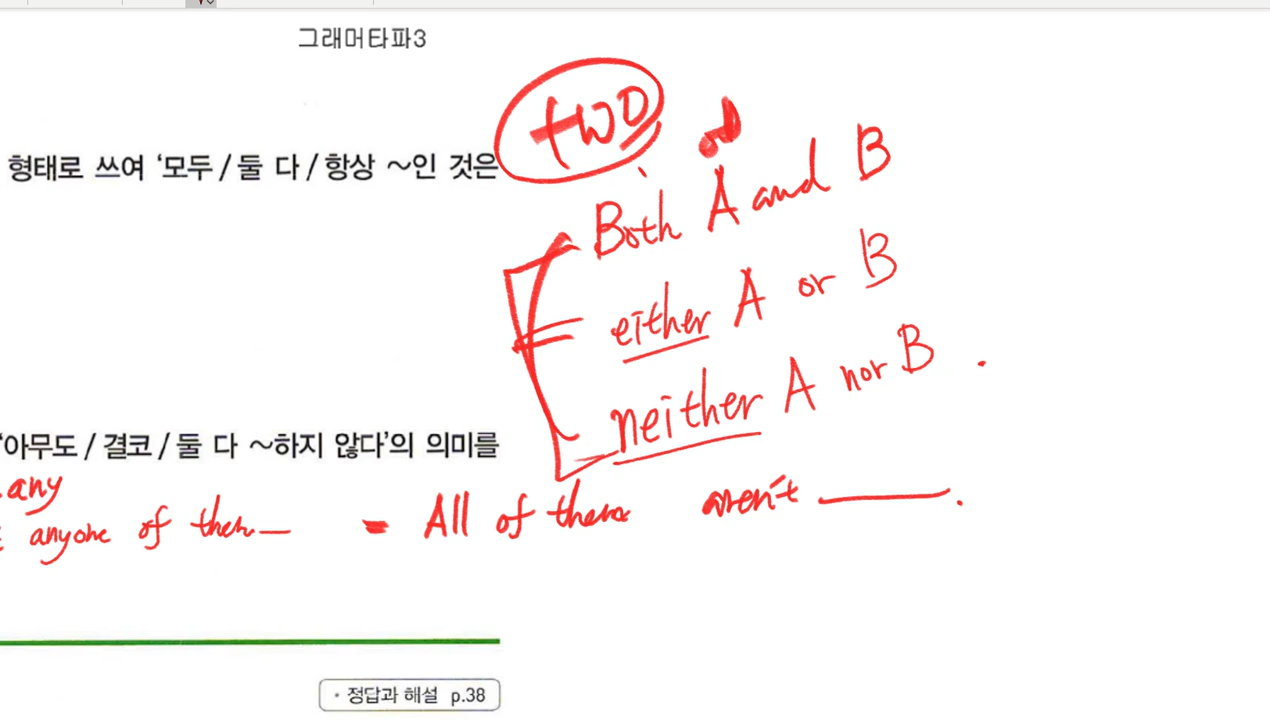 그래머타파3
two
형태로 쓰여 ‘모두 / 둘 다 / 항상 ~인 것은
Both A and B
either A or B
neither A nor B .
‘아무도 / 결코 / 둘 다 ~하지 않다’의 의미를
any
anyone of them = All of them aren't .
• 정답과 해설 p.38